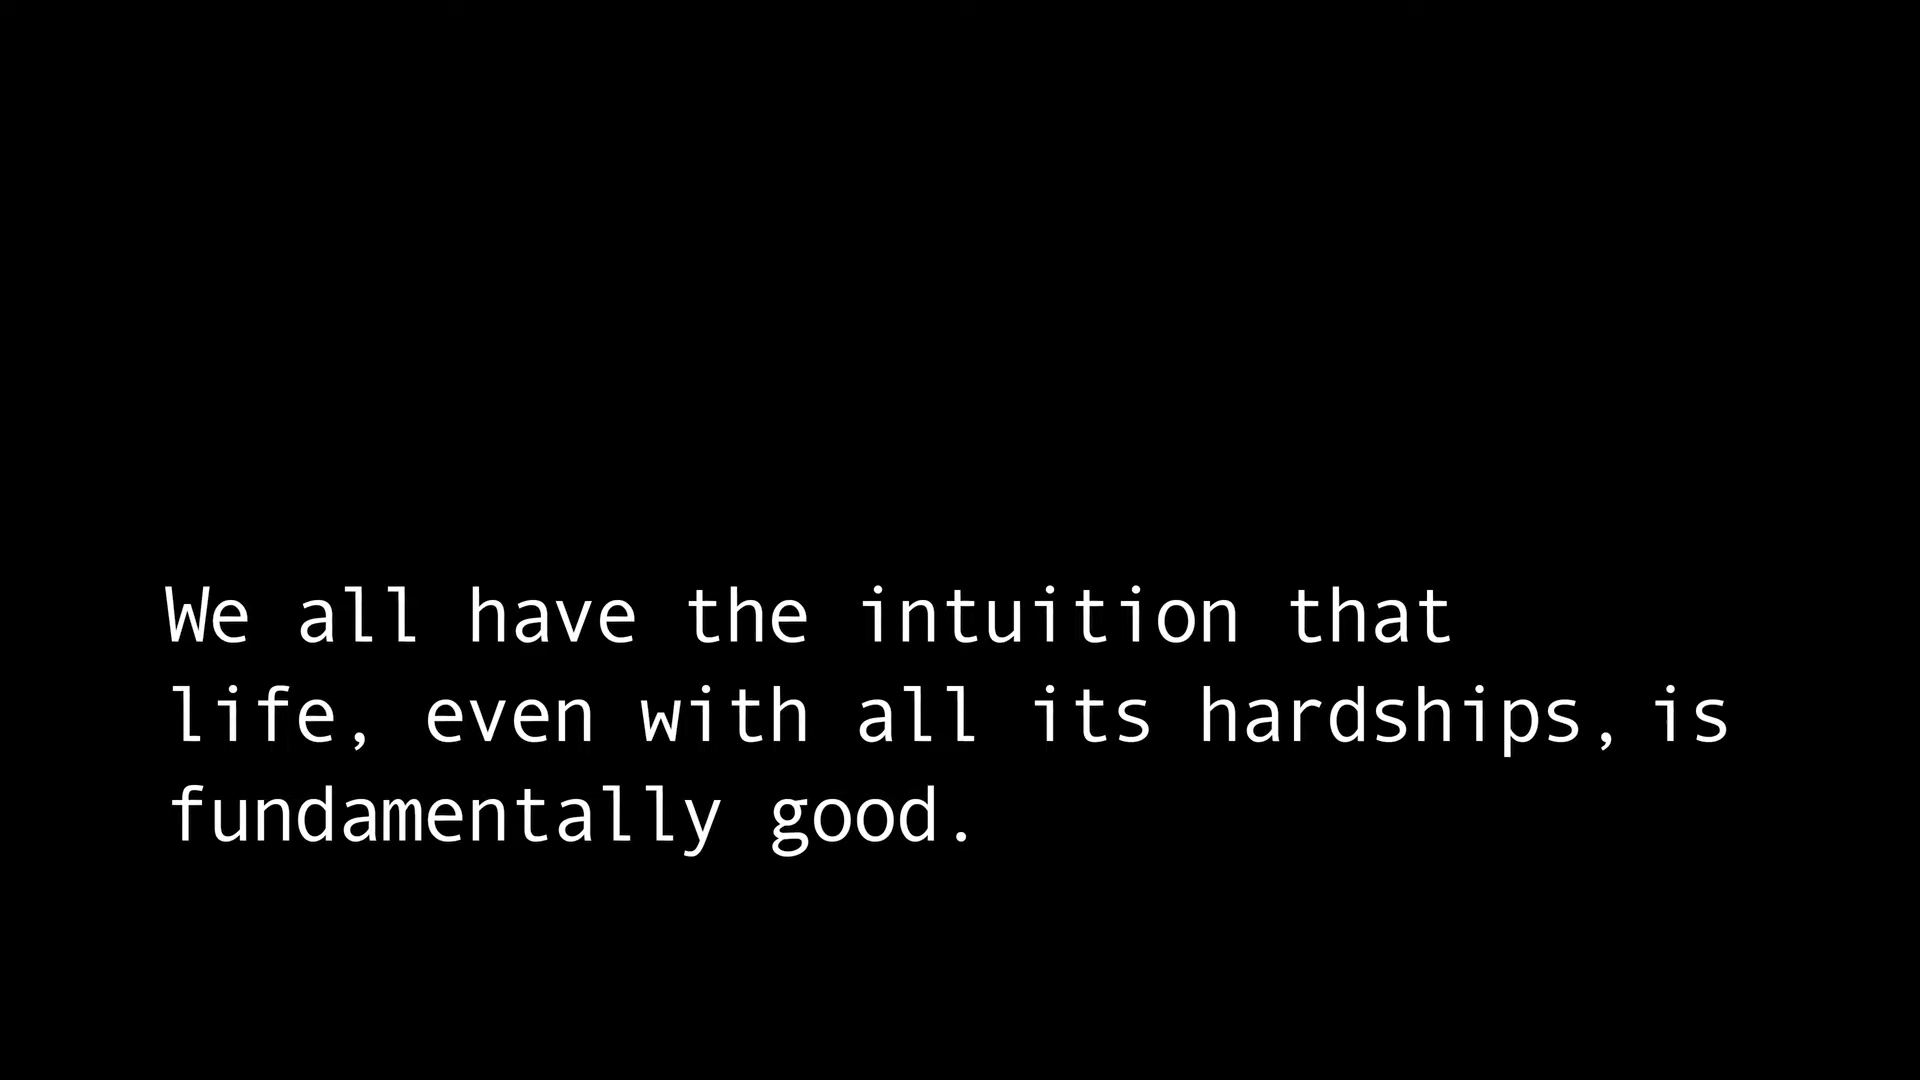 We all have the intuition that
life, even with all its hardships, is
fundamentally good.